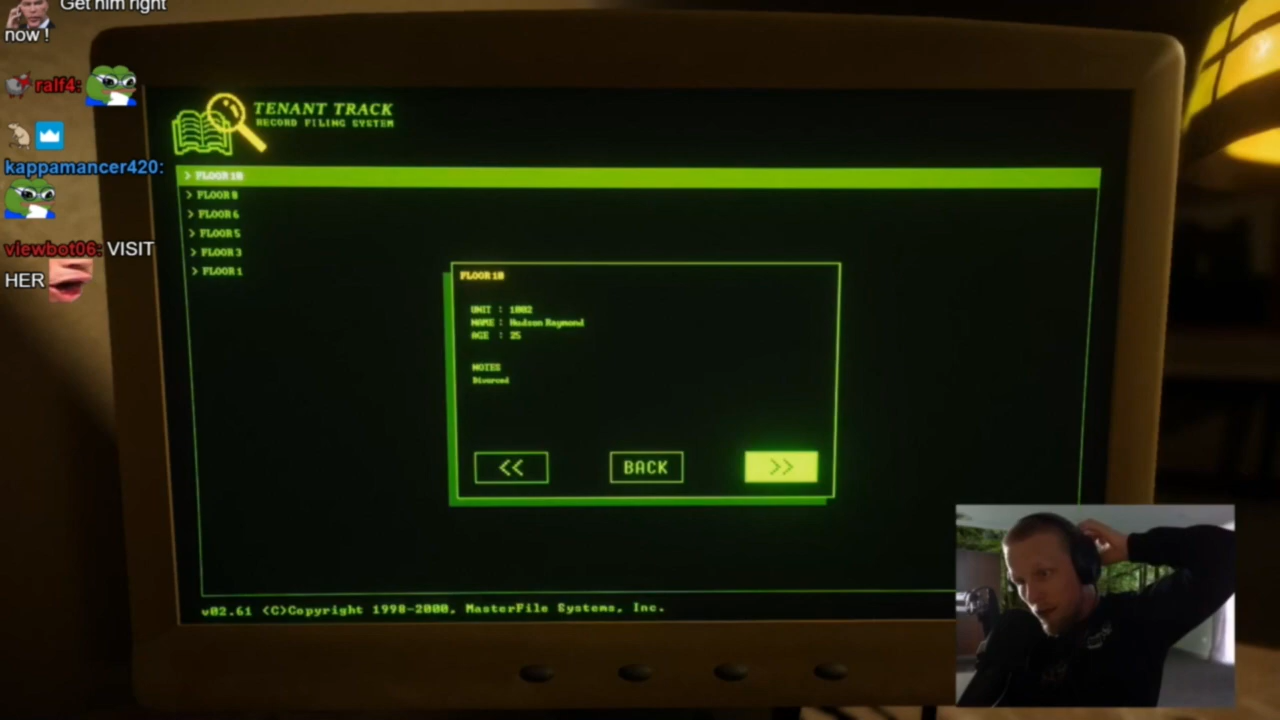 Get him right
now !
ralf4:
kappamancer420:
viewbot06: VISIT
HER
TENANT TRACK
RECORD FILING SYSTEM
> FLOOR 10
> FLOOR 8
> FLOOR 6
> FLOOR 5
> FLOOR 3
> FLOOR 1
FLOOR 10
UNIT : 1002
NAME : Hudson Raymond
AGE : 25
NOTES
Divorced
<< BACK >>
v02.61 (C)Copyright 1998-2000, MasterFile Systems, Inc.